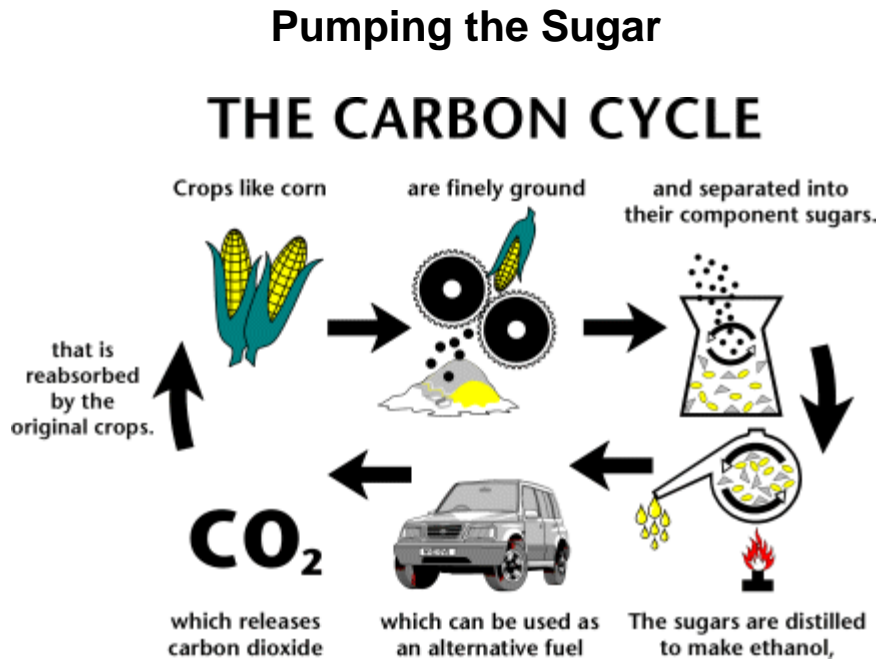 Pumping the Sugar
THE CARBON CYCLE
Crops like corn
are finely ground
and separated into
their component sugars.
The sugars are distilled
to make ethanol,
which can be used as
an alternative fuel
which releases
carbon dioxide
CO₂
that is
reabsorbed
by the
original crops.